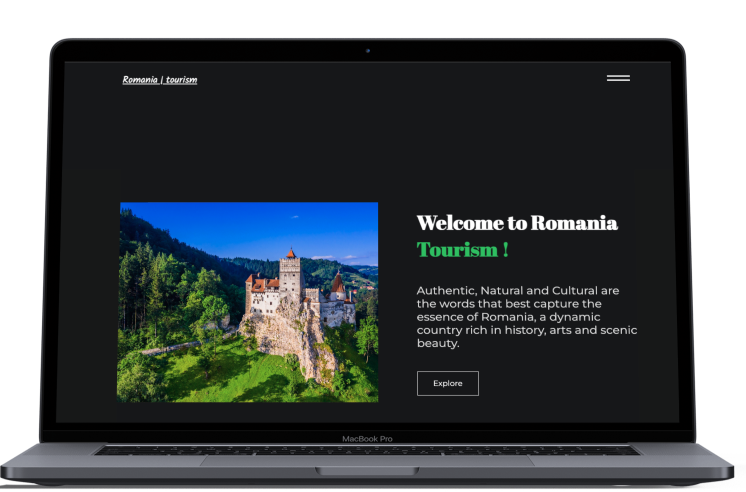 Romania | tourism
Welcome to Romania
Tourism !
Authentic, Natural and Cultural are
the words that best capture the
essence of Romania, a dynamic
country rich in history, arts and scenic
beauty.
Explore
MacBook Pro